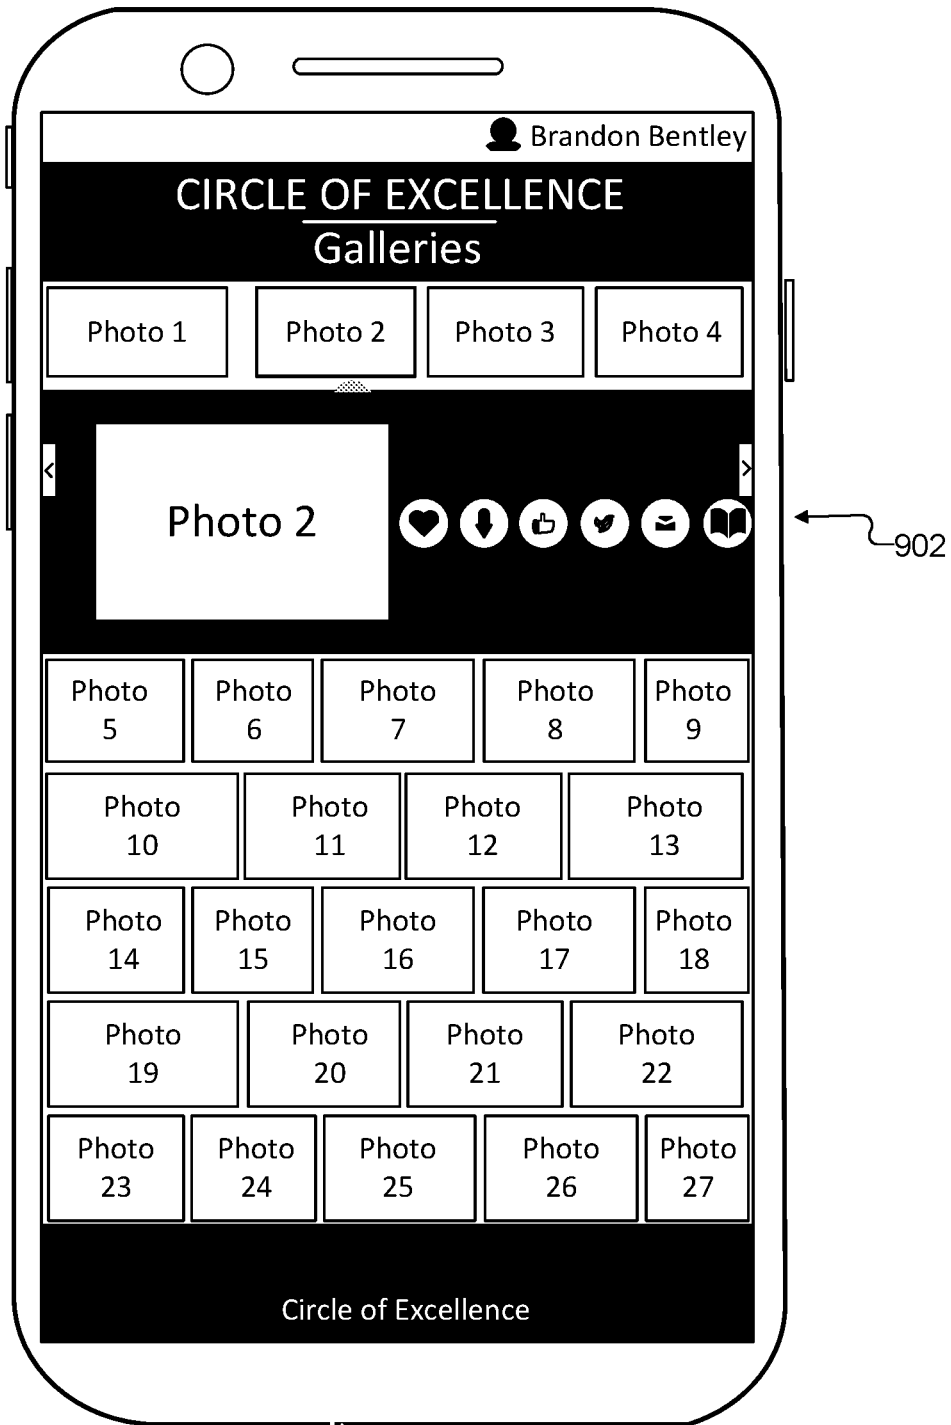 Brandon Bentley
CIRCLE OF EXCELLENCE
Galleries
Photo 1
Photo 2
Photo 3
Photo 4
<
>
Photo 2
902
Photo
5
Photo
6
Photo
7
Photo
8
Photo
9
Photo
10
Photo
11
Photo
12
Photo
13
Photo
14
Photo
15
Photo
16
Photo
17
Photo
18
Photo
19
Photo
20
Photo
21
Photo
22
Photo
23
Photo
24
Photo
25
Photo
26
Photo
27
Circle of Excellence